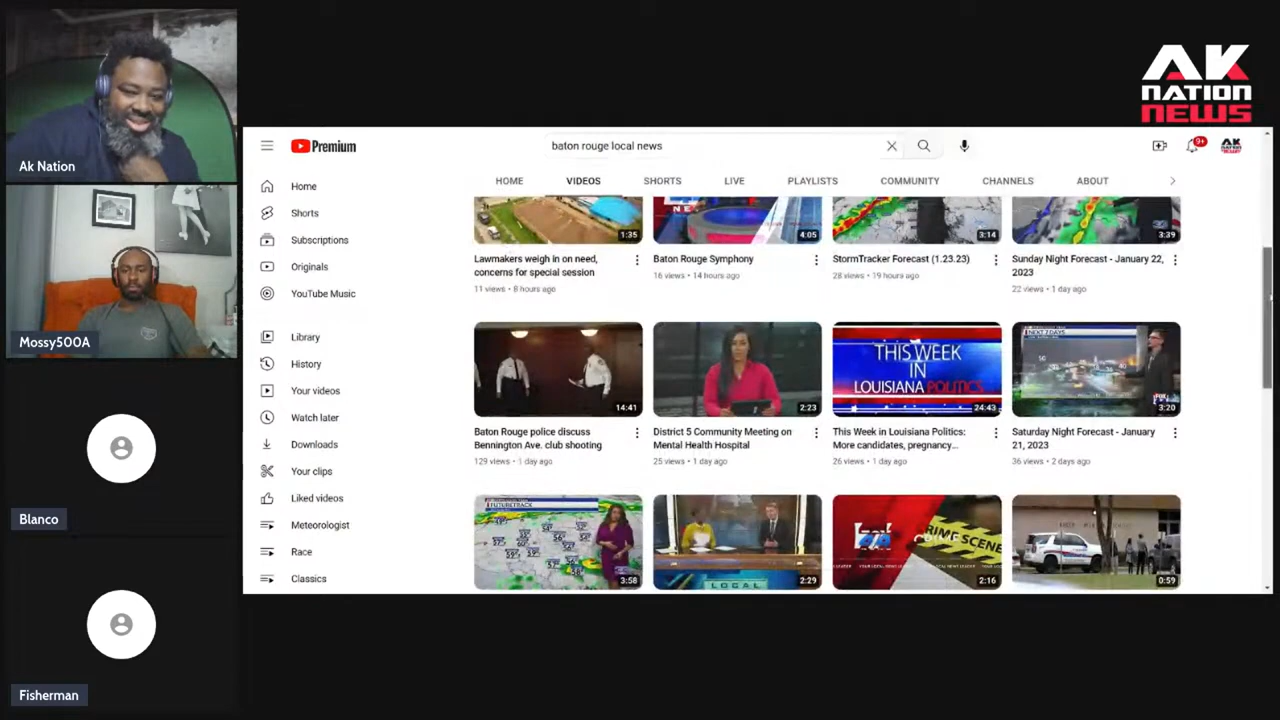 AK
NATION
NEWS
Ak Nation
Mossy500A
Blanco
Fisherman
Premium
baton rouge local news
9+
HOME
VIDEOS
SHORTS
LIVE
PLAYLISTS
COMMUNITY
CHANNELS
ABOUT
Home
Shorts
Subscriptions
Originals
YouTube Music
Library
History
Your videos
Watch later
Downloads
Your clips
Liked videos
Meteorologist
Race
Classics
1:35
Lawmakers weigh in on need,
concerns for special session
11 views • 8 hours ago
4:05
Baton Rouge Symphony
16 views • 14 hours ago
3:14
StormTracker Forecast (1.23.23)
28 views • 19 hours ago
3:39
Sunday Night Forecast - January 22,
2023
22 views • 1 day ago
14:41
Baton Rouge police discuss
Bennington Ave. club shooting
129 views • 1 day ago
2:23
District 5 Community Meeting on
Mental Health Hospital
25 views • 1 day ago
THIS WEEK
IN
LOUISIANA POLITICS
24:43
This Week in Louisiana Politics:
More candidates, pregnancy...
26 views • 1 day ago
NEXT 7 DAYS
3:20
Saturday Night Forecast - January
21, 2023
36 views • 2 days ago
FUTURETRACK
3:58
LOCAL
2:29
CRIME SCENE
2:16
0:59